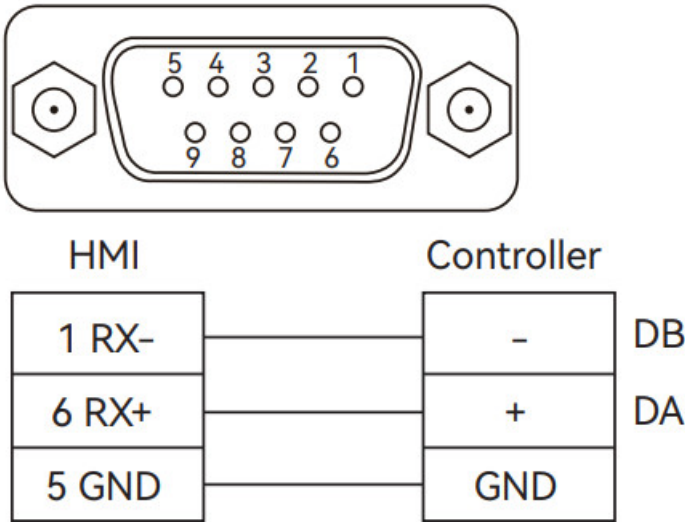 5 4 3 2 1
9 8 7 6
HMI Controller
1 RX- - DB
6 RX+ + DA
5 GND GND